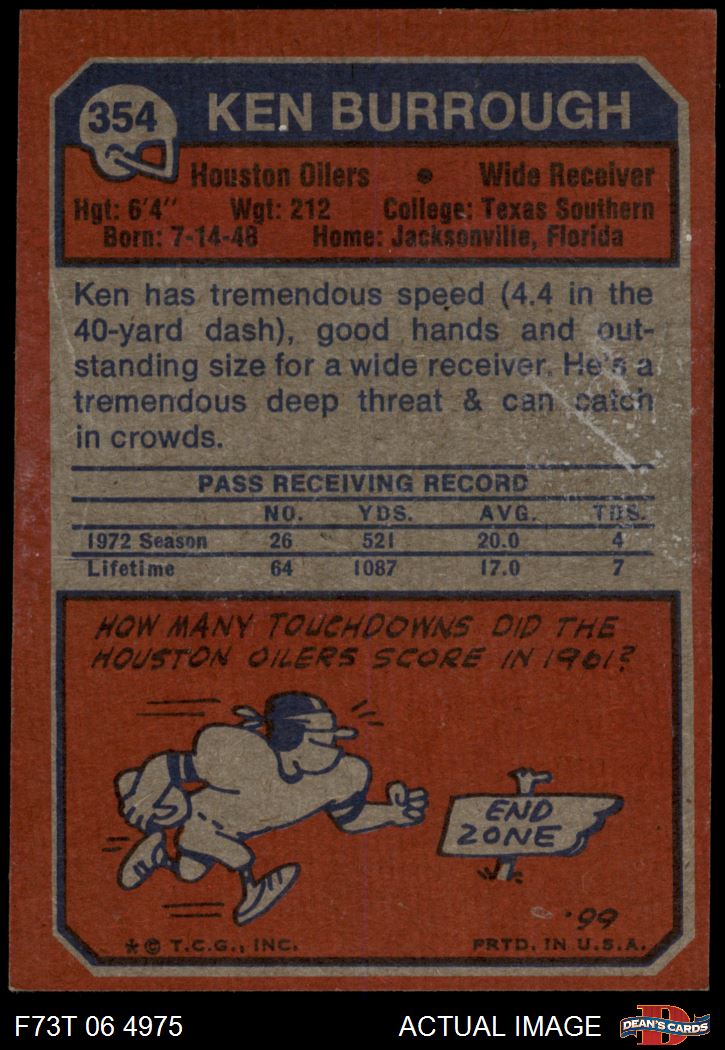 354
KEN BURROUGH
Houston Oilers • Wide Receiver
Hgt: 6'4" Wgt: 212 College: Texas Southern
Born: 7-14-48 Home: Jacksonville, Florida
Ken has tremendous speed (4.4 in the
40-yard dash), good hands and out-
standing size for a wide receiver. He's a
tremendous deep threat & can catch
in crowds.
PASS RECEIVING RECORD
NO. YDS. AVG. TDS.
1972 Season 26 521 20.0 4
Lifetime 64 1087 17.0 7
HOW MANY TOUCHDOWNS DID THE
HOUSTON OILERS SCORE IN 1961?
END
ZONE
•99
* © T.C.G., INC. PRTD. IN U.S.A.
F73T 06 4975 ACTUAL IMAGE
D
DEAN'S CARDS